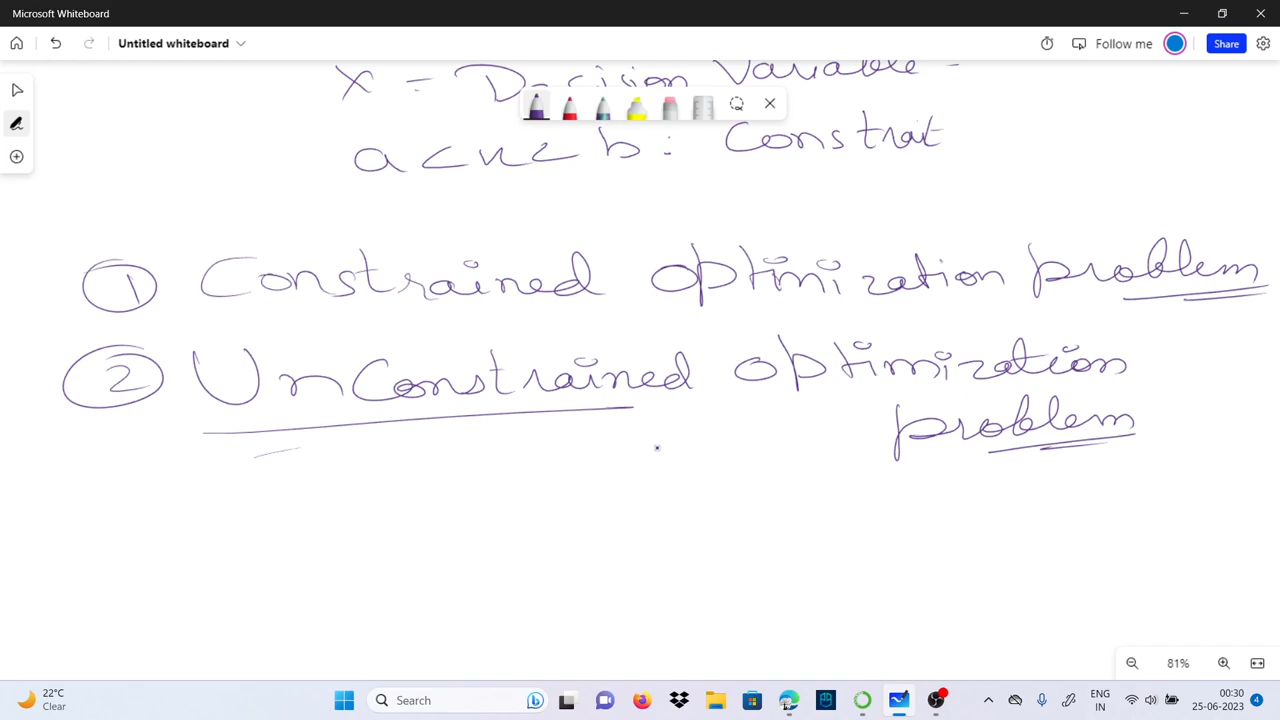 Microsoft Whiteboard
Untitled whiteboard
Follow me
Share
X = Decision Variable -
a < x < b : Constrait
① Constrained optimization problem
② Unconstrained optimization
problem
81%
22°C
Clear
Search
ENG
IN
00:30
25-06-2023
4